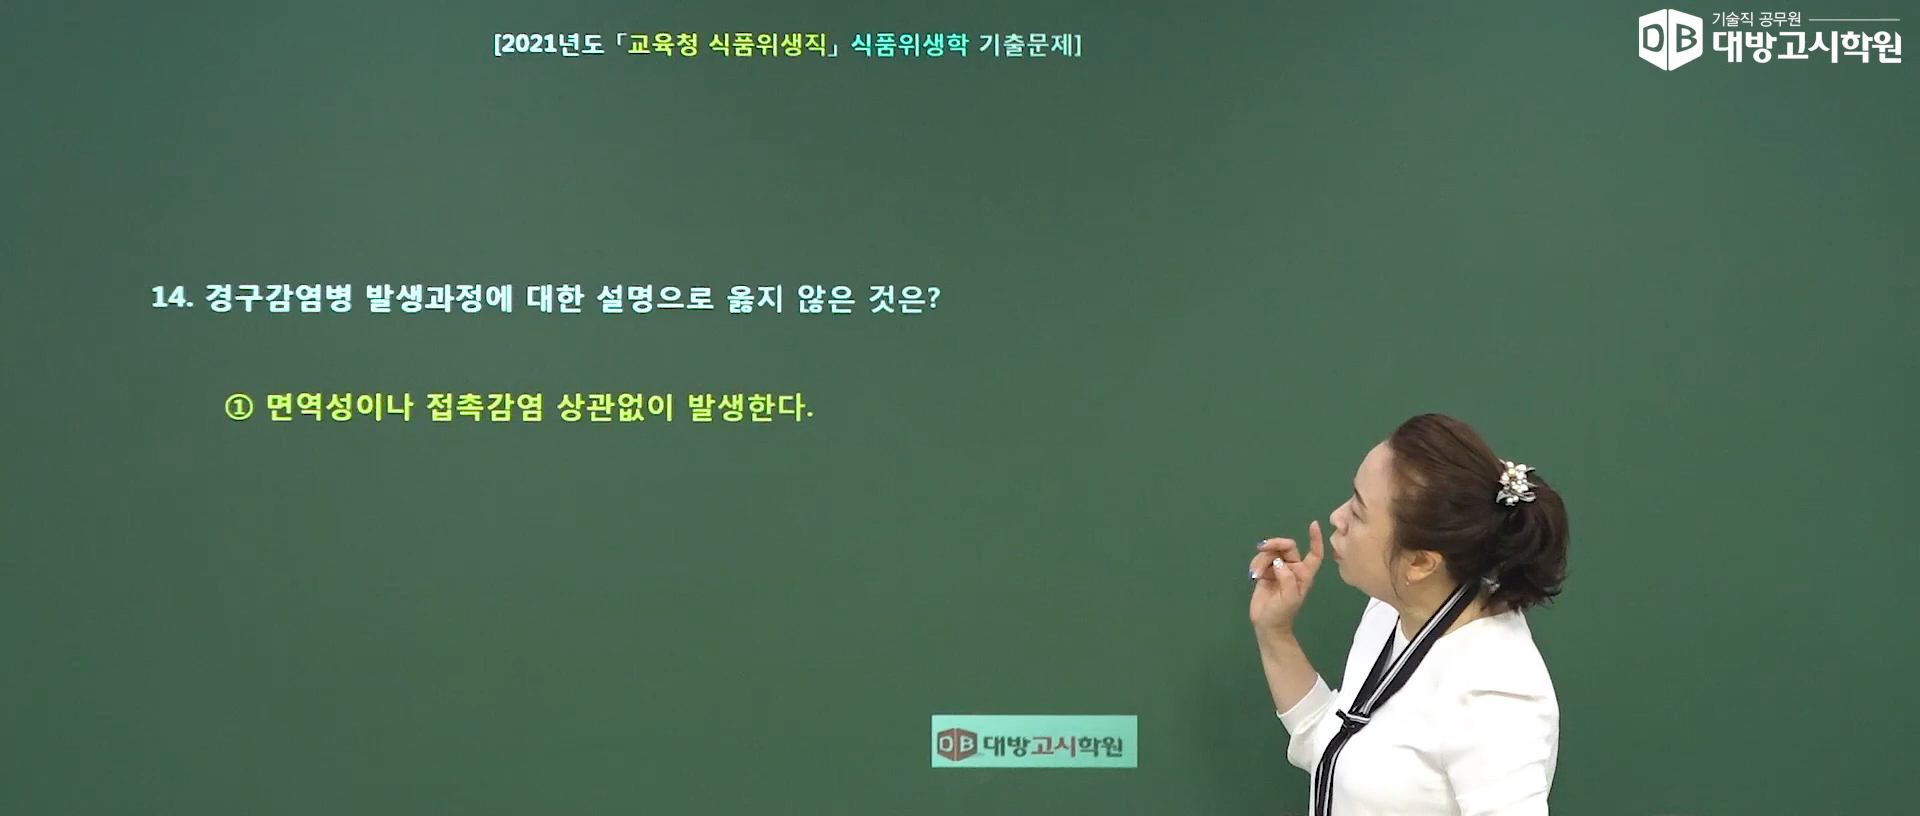 [2021년도 「교육청 식품위생직」 식품위생학 기출문제]
기술직 공무원
DB 대방고시학원
14. 경구감염병 발생과정에 대한 설명으로 옳지 않은 것은?
① 면역성이나 접촉감염 상관없이 발생한다.
DB 대방고시학원